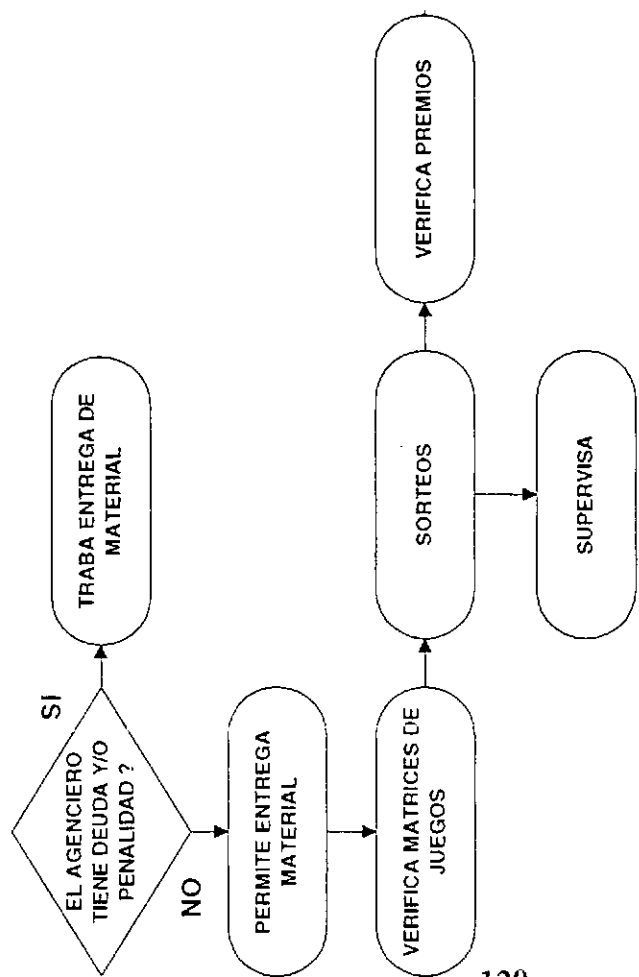 EL AGENCIERO
TIENE DEUDA Y/O
PENALIDAD ?
SI
TRABA ENTREGA DE
MATERIAL
NO
PERMITE ENTREGA
MATERIAL
VERIFICA MATRICES DE
JUEGOS
SORTEOS
VERIFICA PREMIOS
SUPERVISA